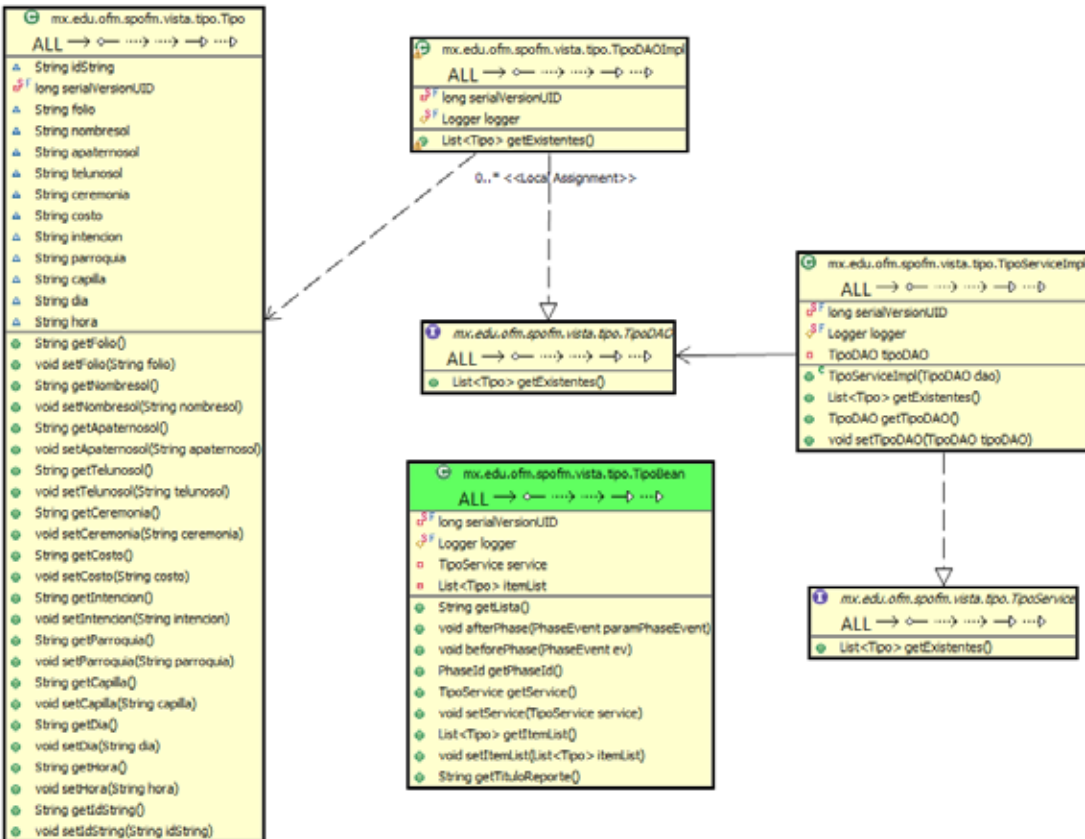 mx.edu.ofm.spofm.vista.tipo.Tipo
ALL
String idString
long serialVersionUID
String folio
String nombresol
String apaternosol
String telunosol
String ceremonia
String costo
String intencion
String parroquia
String capilla
String dia
String hora
String getFolio()
void setFolio(String folio)
String getNombresol()
void setNombresol(String nombresol)
String getApaternosol()
void setApaternosol(String apaternosol)
String getTelunosol()
void setTelunosol(String telunosol)
String getCeremonia()
void setCeremonia(String ceremonia)
String getCosto()
void setCosto(String costo)
String getIntencion()
void setIntencion(String intencion)
String getParroquia()
void setParroquia(String parroquia)
String getCapilla()
void setCapilla(String capilla)
String getDia()
void setDia(String dia)
String getHora()
void setHora(String hora)
String getIdString()
void setIdString(String idString)
mx.edu.ofm.spofm.vista.tipo.TipoDAOImpl
ALL
long serialVersionUID
Logger logger
List<Tipo> getExistentes()
0..* <<Local Assignment>>
mx.edu.ofm.spofm.vista.tipo.TipoDAO
ALL
List<Tipo> getExistentes()
mx.edu.ofm.spofm.vista.tipo.TipoBean
ALL
long serialVersionUID
Logger logger
TipoService service
List<Tipo> itemList
String getLista()
void afterPhase(PhaseEvent paramPhaseEvent)
void beforePhase(PhaseEvent ev)
PhaseId getPhaseId()
TipoService getService()
void setService(TipoService service)
List<Tipo> getItemList()
void setItemList(List<Tipo> itemList)
String getTituloReporte()
mx.edu.ofm.spofm.vista.tipo.TipoServiceImpl
ALL
long serialVersionUID
Logger logger
TipoDAO tipoDAO
TipoServiceImpl(TipoDAO dao)
List<Tipo> getExistentes()
TipoDAO getTipoDAO()
void setTipoDAO(TipoDAO tipoDAO)
mx.edu.ofm.spofm.vista.tipo.TipoService
ALL
List<Tipo> getExistentes()